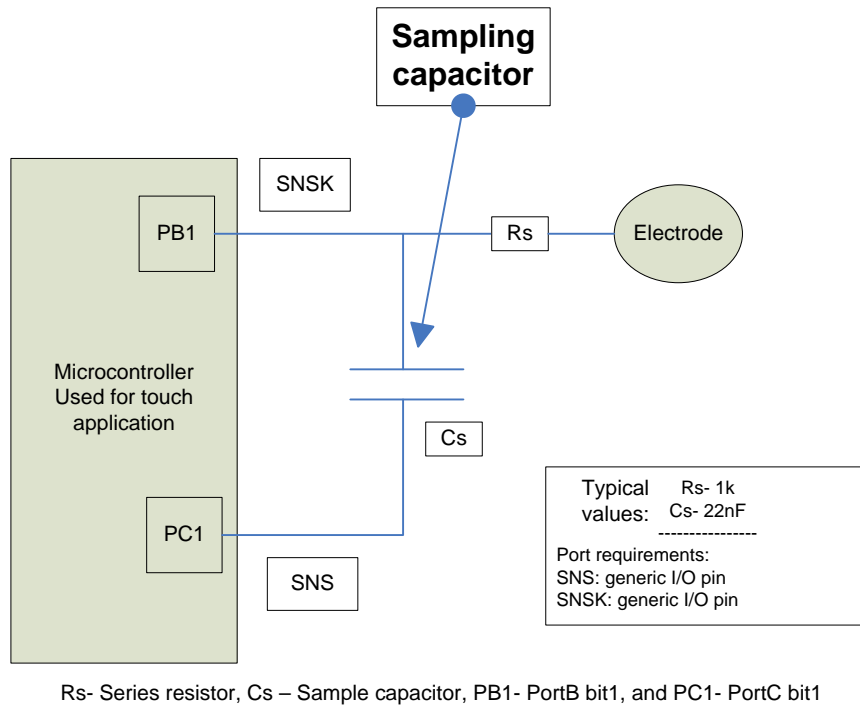 Sampling
capacitor
SNSK
PB1
Rs
Electrode
Microcontroller
Used for touch
application
Cs
PC1
SNS
Typical
values:
Rs- 1k
Cs- 22nF
----------------
Port requirements:
SNS: generic I/O pin
SNSK: generic I/O pin
Rs- Series resistor, Cs – Sample capacitor, PB1- PortB bit1, and PC1- PortC bit1